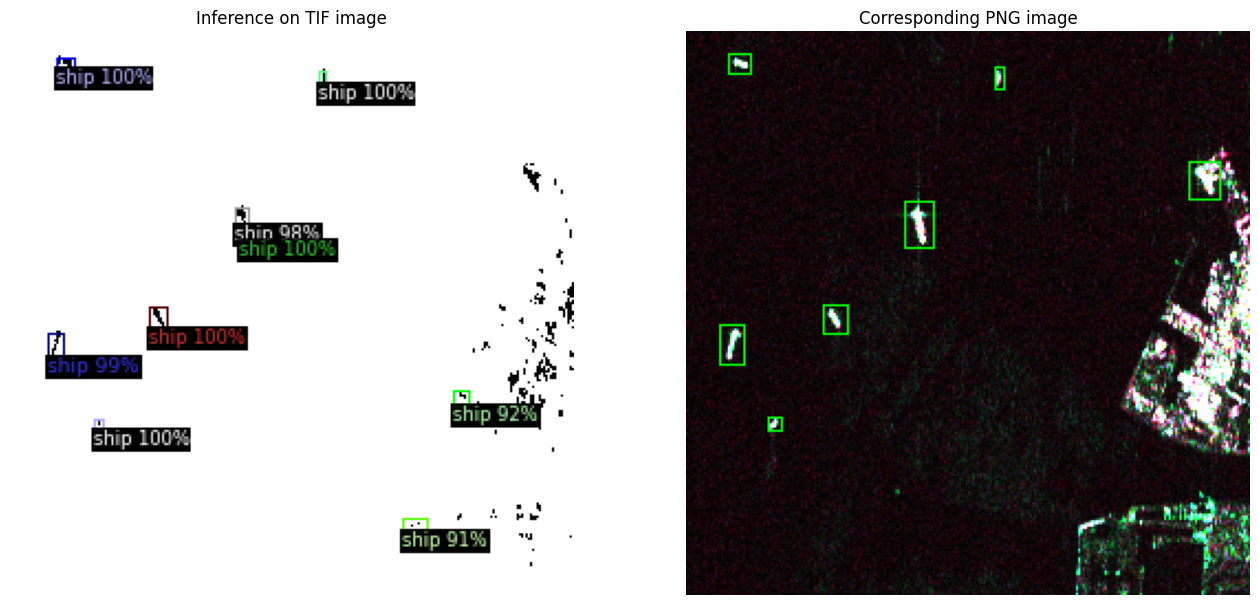 Inference on TIF image
Corresponding PNG image
ship 100%
ship 100%
ship 98%
ship 100%
ship 100%
ship 99%
ship 92%
ship 100%
ship 91%